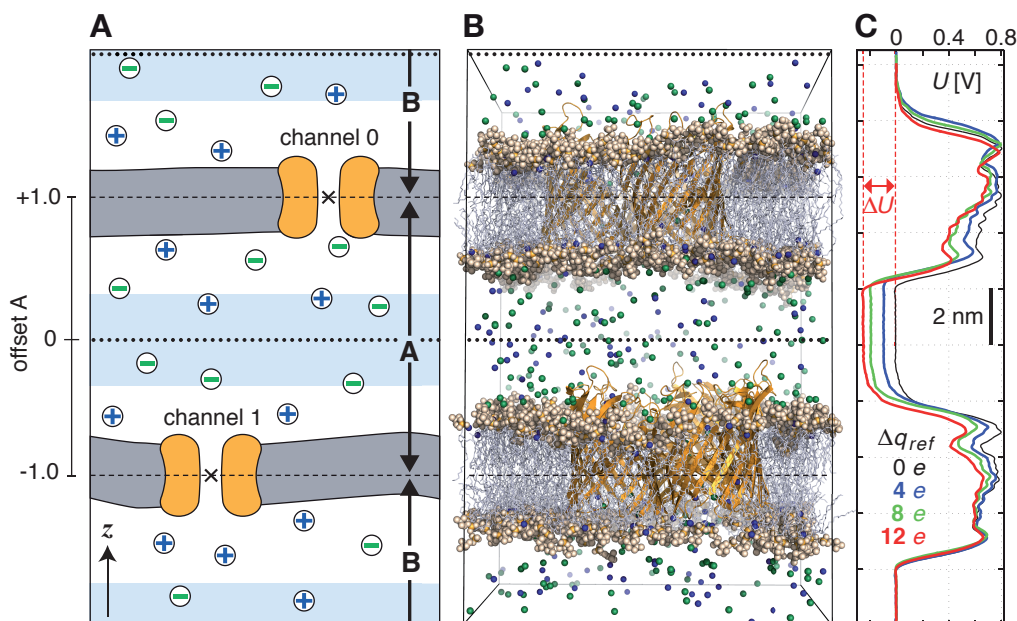 A
B
C
0 0.4 0.8
U [V]
B
channel 0
+1.0
ΔU
offset A
0
A
2 nm
channel 1
-1.0
Δq_ref
0 e
4 e
8 e
12 e
z
B